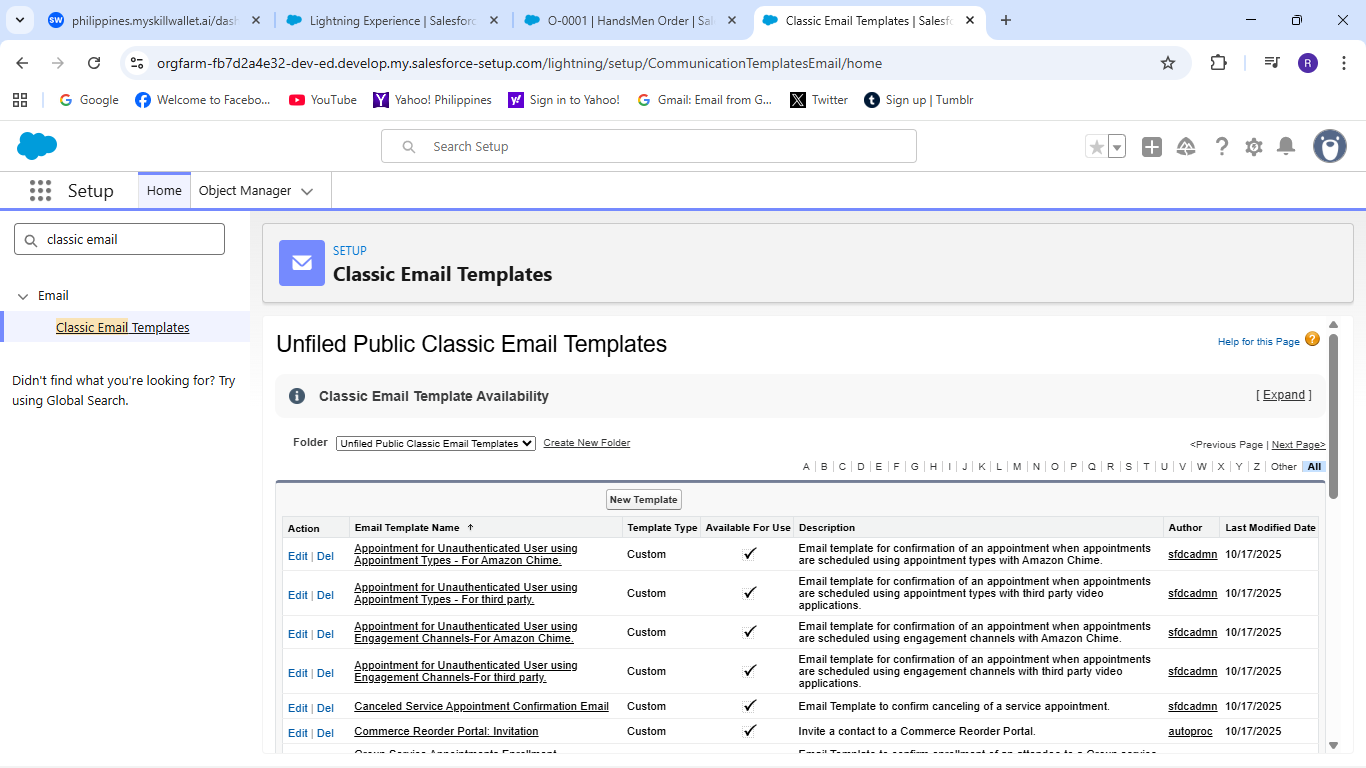 SW philippines.myskillwallet.ai/dash
Lightning Experience | Salesforc
O-0001 | HandsMen Order | Sal
Classic Email Templates | Salesf
orgfarm-fb7d2a4e32-dev-ed.develop.my.salesforce-setup.com/lightning/setup/CommunicationTemplatesEmail/home
R
Google
Welcome to Facebo...
YouTube
Yahoo! Philippines
Sign in to Yahoo!
Gmail: Email from G...
Twitter
Sign up | Tumblr
Search Setup
Setup
Home
Object Manager
classic email
Email
Classic Email Templates
Didn't find what you're looking for? Try
using Global Search.
SETUP
Classic Email Templates
Unfiled Public Classic Email Templates
Help for this Page ?
Classic Email Template Availability
[ Expand ]
Folder Unfiled Public Classic Email Templates Create New Folder
<Previous Page | Next Page>
A | B | C | D | E | F | G | H | I | J | K | L | M | N | O | P | Q | R | S | T | U | V | W | X | Y | Z | Other All
New Template
Action Email Template Name ↑ Template Type Available For Use Description Author Last Modified Date
Edit | Del
Appointment for Unauthenticated User using
Appointment Types - For Amazon Chime.
Custom
Email template for confirmation of an appointment when appointments
are scheduled using appointment types with Amazon Chime.
sfdcadmn 10/17/2025
Edit | Del
Appointment for Unauthenticated User using
Appointment Types - For third party.
Custom
Email template for confirmation of an appointment when appointments
are scheduled using appointment types with third party video
applications.
sfdcadmn 10/17/2025
Edit | Del
Appointment for Unauthenticated User using
Engagement Channels-For Amazon Chime.
Custom
Email template for confirmation of an appointment when appointments
are scheduled using engagement channels with Amazon Chime.
sfdcadmn 10/17/2025
Edit | Del
Appointment for Unauthenticated User using
Engagement Channels-For third party.
Custom
Email template for confirmation of an appointment when appointments
are scheduled using engagement channels with third party video
applications.
sfdcadmn 10/17/2025
Edit | Del Canceled Service Appointment Confirmation Email Custom Email Template to confirm canceling of a service appointment. sfdcadmn 10/17/2025
Edit | Del Commerce Reorder Portal: Invitation Custom Invite a contact to a Commerce Reorder Portal. autoproc 10/17/2025